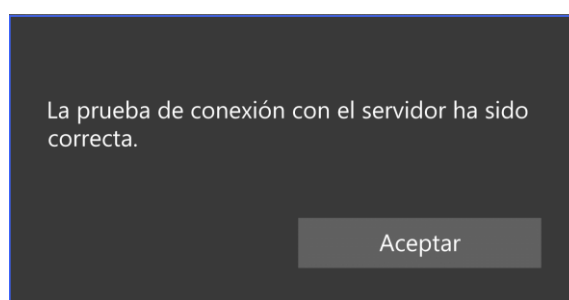 La prueba de conexión con el servidor ha sido
correcta.
Aceptar